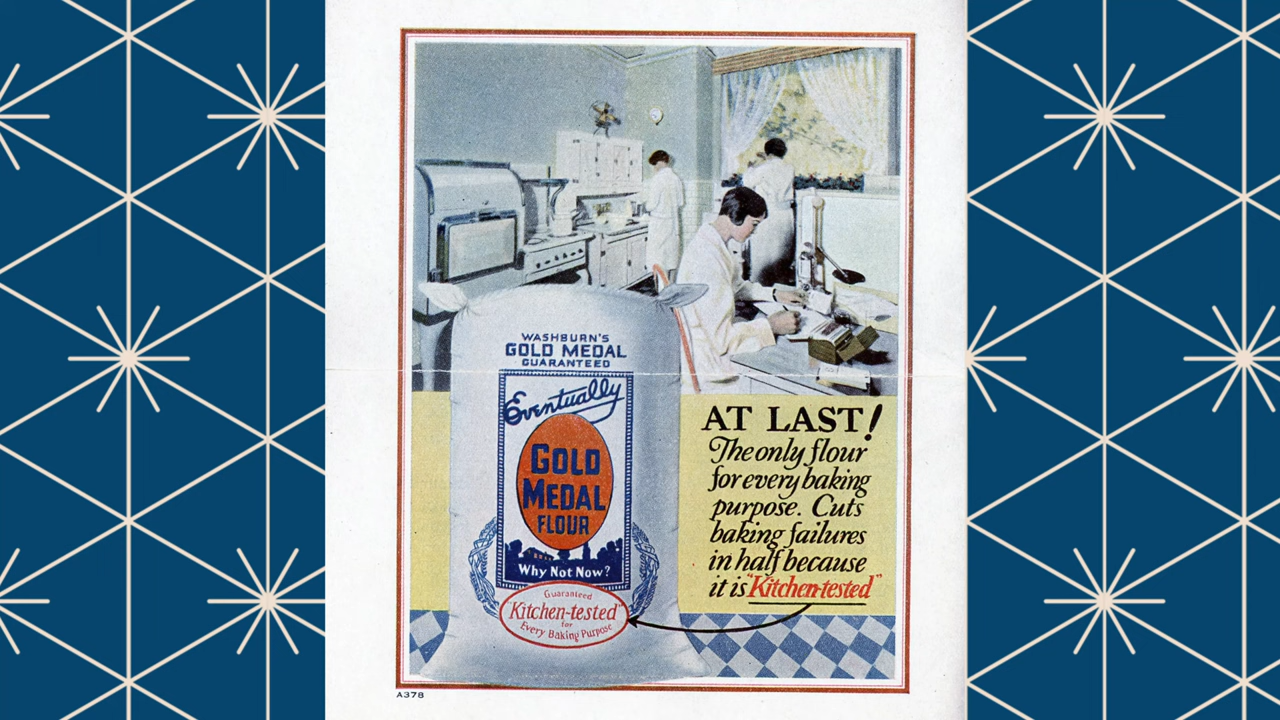 WASHBURN'S
GOLD MEDAL
GUARANTEED
Eventually
GOLD
MEDAL
FLOUR
Why Not Now?
Guaranteed
"Kitchen-tested"
for
Every Baking Purpose
AT LAST!
The only flour
for every baking
purpose. Cuts
baking failures
in half because
it is "Kitchen-tested"
A378